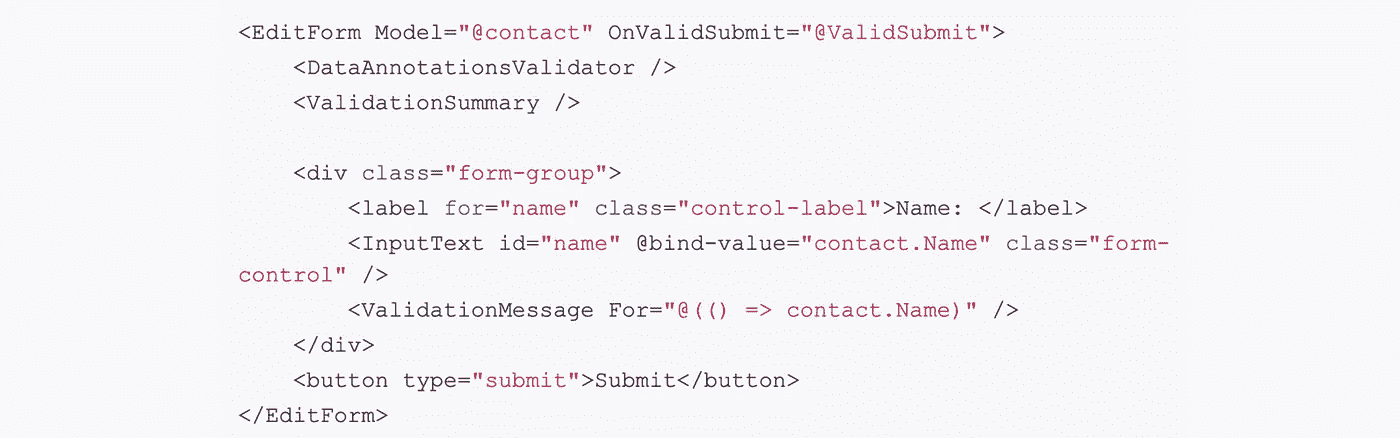 <EditForm Model="@contact" OnValidSubmit="@ValidSubmit">
    <DataAnnotationsValidator />
    <ValidationSummary />

    <div class="form-group">
        <label for="name" class="control-label">Name: </label>
        <InputText id="name" @bind-value="contact.Name" class="form-
control" />
        <ValidationMessage For="@(() => contact.Name)" />
    </div>
    <button type="submit">Submit</button>
</EditForm>